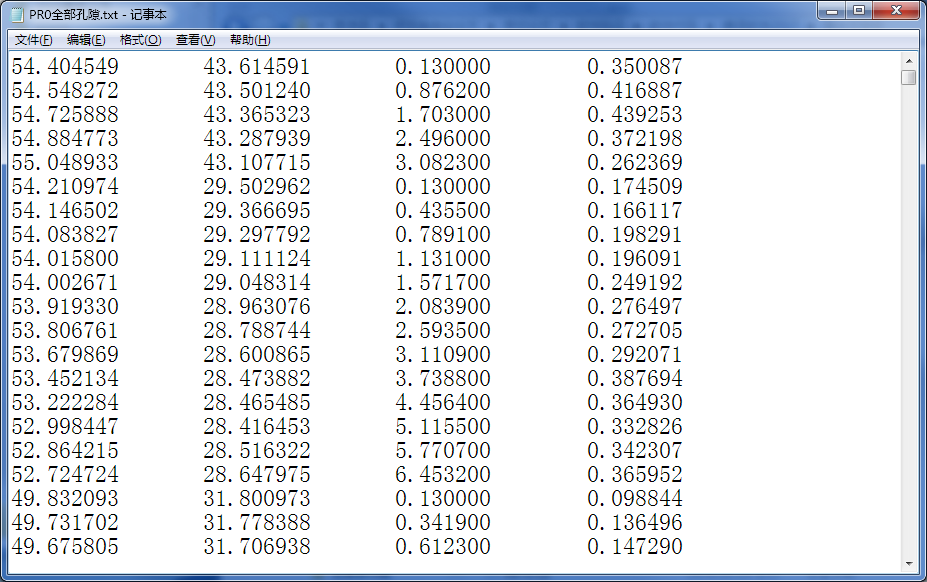 PR0全部孔隙.txt - 记事本
文件(F) 编辑(E) 格式(O) 查看(V) 帮助(H)
54.404549 43.614591 0.130000 0.350087
54.548272 43.501240 0.876200 0.416887
54.725888 43.365323 1.703000 0.439253
54.884773 43.287939 2.496000 0.372198
55.048933 43.107715 3.082300 0.262369
54.210974 29.502962 0.130000 0.174509
54.146502 29.366695 0.435500 0.166117
54.083827 29.297792 0.789100 0.198291
54.015800 29.111124 1.131000 0.196091
54.002671 29.048314 1.571700 0.249192
53.919330 28.963076 2.083900 0.276497
53.806761 28.788744 2.593500 0.272705
53.679869 28.600865 3.110900 0.292071
53.452134 28.473882 3.738800 0.387694
53.222284 28.465485 4.456400 0.364930
52.998447 28.416453 5.115500 0.332826
52.864215 28.516322 5.770700 0.342307
52.724724 28.647975 6.453200 0.365952
49.832093 31.800973 0.130000 0.098844
49.731702 31.778388 0.341900 0.136496
49.675805 31.706938 0.612300 0.147290